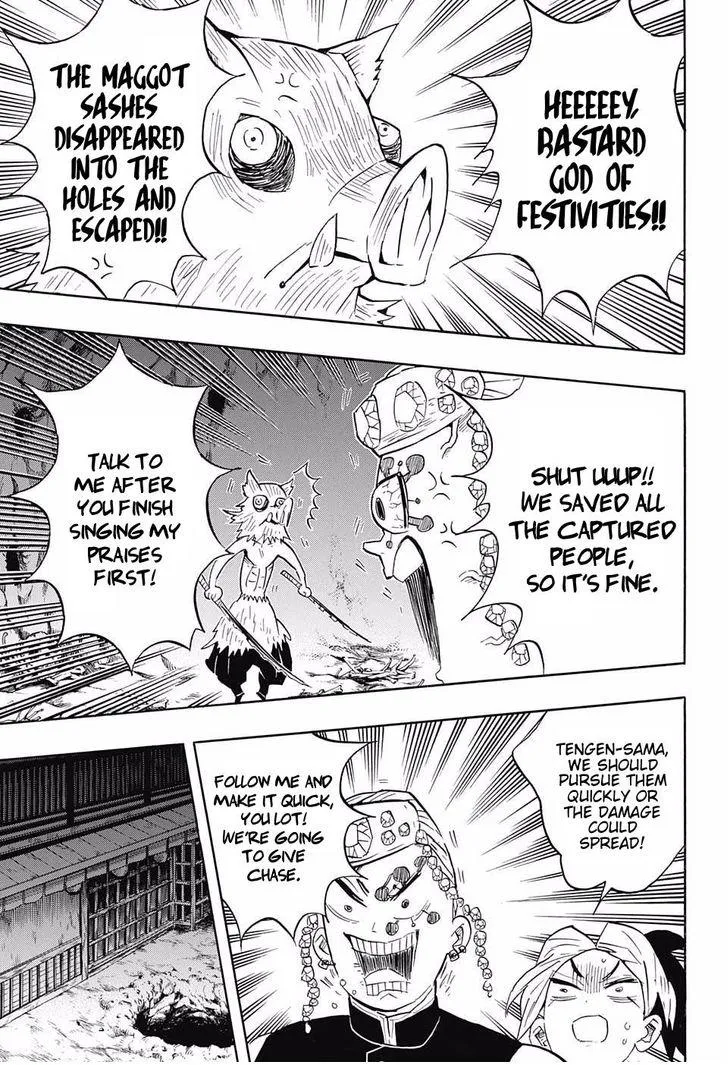 HEEEEEY,
BASTARD
GOD OF
FESTIVITIES!!
THE MAGGOT
SASHES
DISAPPEARED
INTO THE
HOLES AND
ESCAPED!!
SHUT UUUP!!
WE SAVED ALL
THE CAPTURED
PEOPLE,
SO IT'S FINE.
TALK TO
ME AFTER
YOU FINISH
SINGING MY
PRAISES
FIRST!
TENGEN-SAMA,
WE SHOULD
PURSUE THEM
QUICKLY OR
THE DAMAGE
COULD
SPREAD!
FOLLOW ME AND
MAKE IT QUICK,
YOU LOT!
WE'RE GOING
TO GIVE
CHASE.